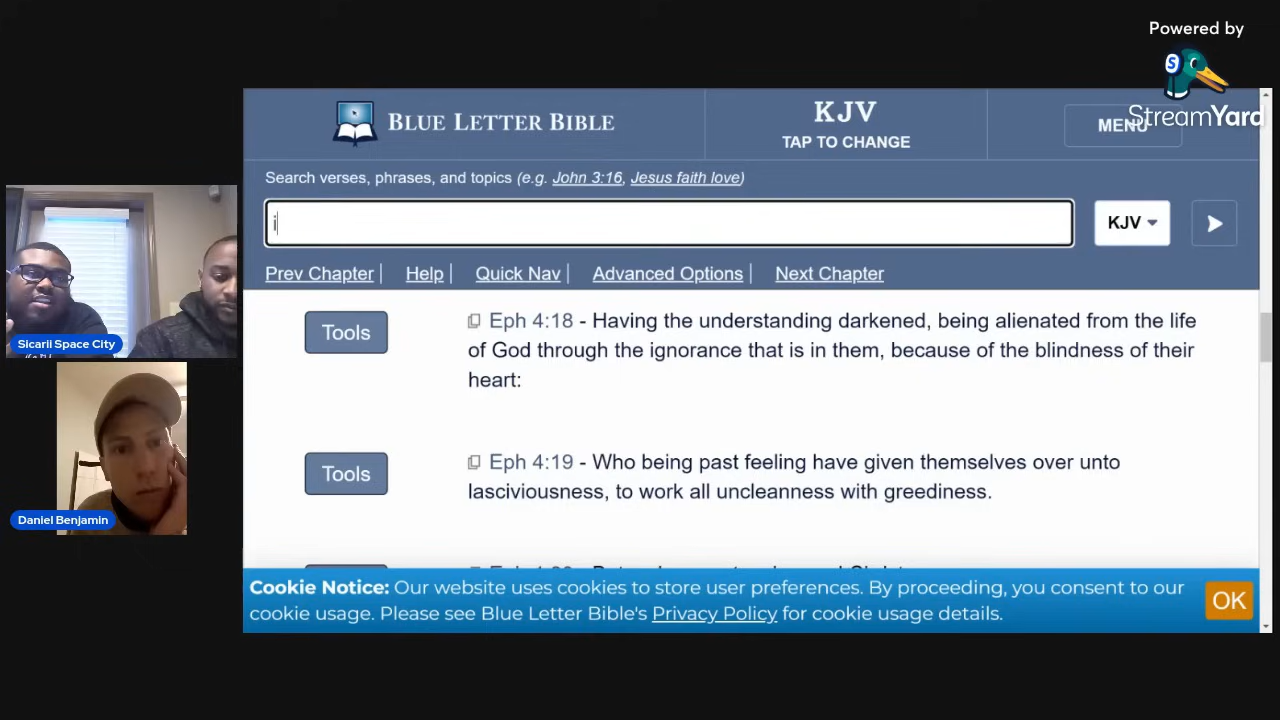 Powered by
StreamYard
BLUE LETTER BIBLE
KJV
TAP TO CHANGE
MENU
Search verses, phrases, and topics (e.g. John 3:16, Jesus faith love)
i
KJV
Prev Chapter | Help | Quick Nav | Advanced Options | Next Chapter
Tools
Eph 4:18 - Having the understanding darkened, being alienated from the life
of God through the ignorance that is in them, because of the blindness of their
heart:
Tools
Eph 4:19 - Who being past feeling have given themselves over unto
lasciviousness, to work all uncleanness with greediness.
Cookie Notice: Our website uses cookies to store user preferences. By proceeding, you consent to our
cookie usage. Please see Blue Letter Bible's Privacy Policy for cookie usage details.
OK
Sicarii Space City
Daniel Benjamin